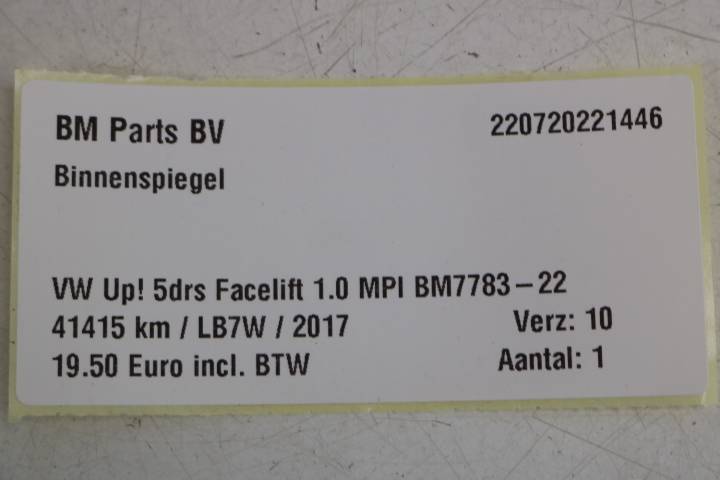 BM Parts BV 220720221446
Binnenspiegel
VW Up! 5drs Facelift 1.0 MPI BM7783-22
41415 km / LB7W / 2017 Verz: 10
19.50 Euro incl. BTW Aantal: 1